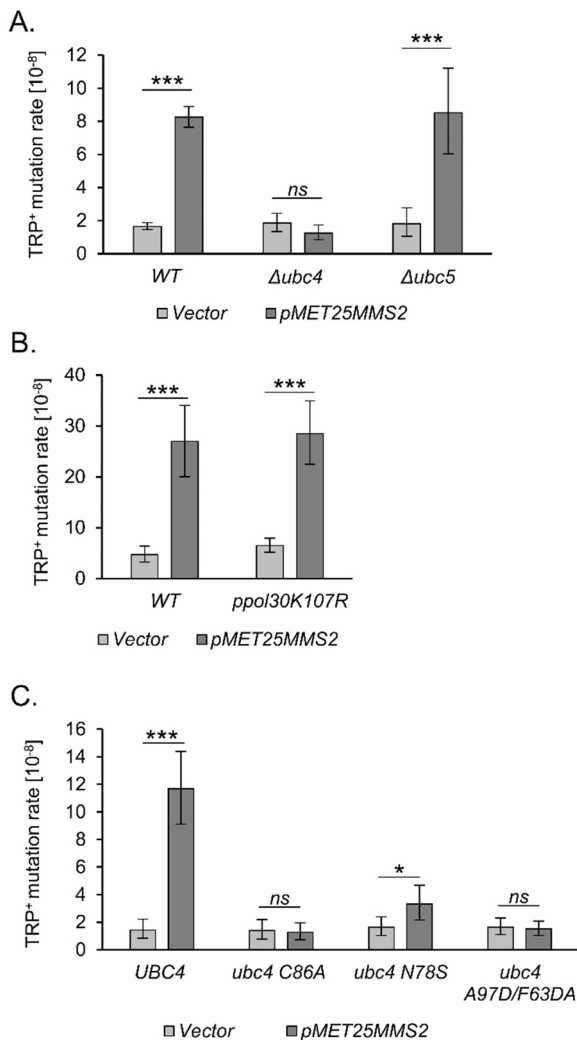 A.
TRP+ mutation rate [10-8]
12
10
8
6
4
2
0
***
ns
***
WT
Δubc4
Δubc5
Vector
pMET25MMS2
B.
TRP+ mutation rate [10-8]
40
30
20
10
0
***
***
WT
ppol30K107R
Vector
pMET25MMS2
C.
TRP+ mutation rate [10-8]
16
14
12
10
8
6
4
2
0
***
ns
*
ns
UBC4
ubc4 C86A
ubc4 N78S
ubc4
A97D/F63DA
Vector
pMET25MMS2